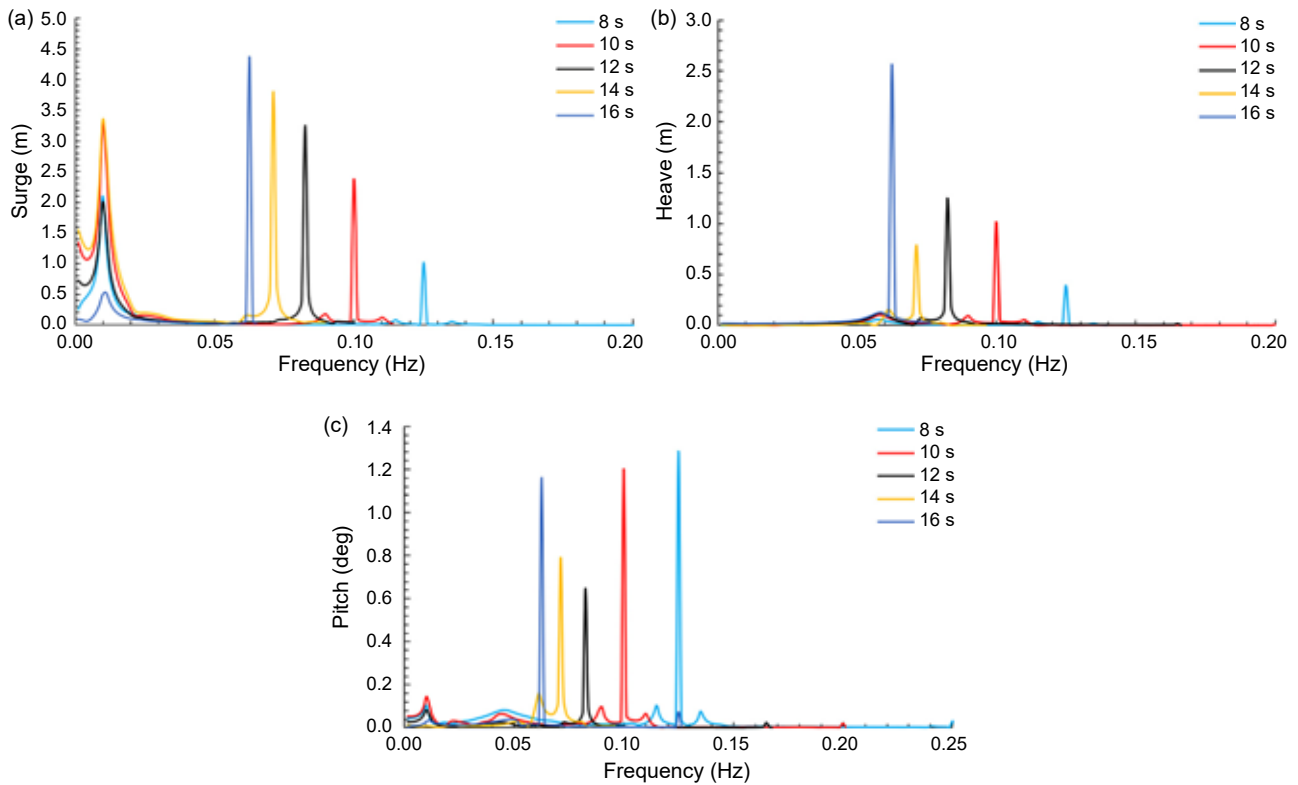 (a)
Surge (m)
5.0
4.5
4.0
3.5
3.0
2.5
2.0
1.5
1.0
0.5
0.0
0.00
0.05
0.10
0.15
0.20
Frequency (Hz)
8 s
10 s
12 s
14 s
16 s
(b)
Heave (m)
3.0
2.5
2.0
1.5
1.0
0.5
0.0
0.00
0.05
0.10
0.15
0.20
Frequency (Hz)
8 s
10 s
12 s
14 s
16 s
(c)
Pitch (deg)
1.4
1.2
1.0
0.8
0.6
0.4
0.2
0.0
0.00
0.05
0.10
0.15
0.20
0.25
Frequency (Hz)
8 s
10 s
12 s
14 s
16 s